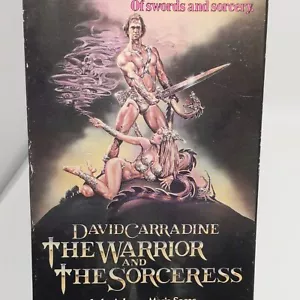 Of swords and sorcery
DAVID CARRADINE
THE WARRIOR
AND
THE SORCERESS